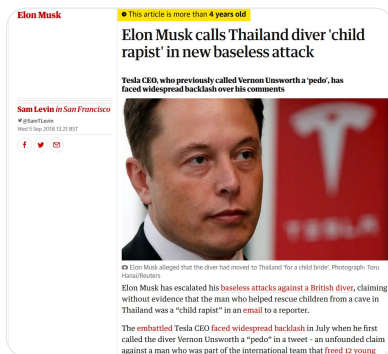 Elon Musk
This article is more than 4 years old
Elon Musk calls Thailand diver 'child
rapist' in new baseless attack
Tesla CEO, who previously called Vernon Unsworth a ‘pedo’, has
faced widespread backlash over his comments
Sam Levin in San Francisco
@SamTLevin
Wed 5 Sep 2018 13.21 BST
TESLA
Elon Musk alleged that the diver had moved to Thailand ‘for a child bride’. Photograph: Toru
Hanai/Reuters
Elon Musk has escalated his baseless attacks against a British diver, claiming
without evidence that the man who helped rescue children from a cave in
Thailand was a “child rapist” in an email to a reporter.
The embattled Tesla CEO faced widespread backlash in July when he first
called the diver Vernon Unsworth a “pedo” in a tweet – an unfounded claim
against a man who was part of the international team that freed 12 young